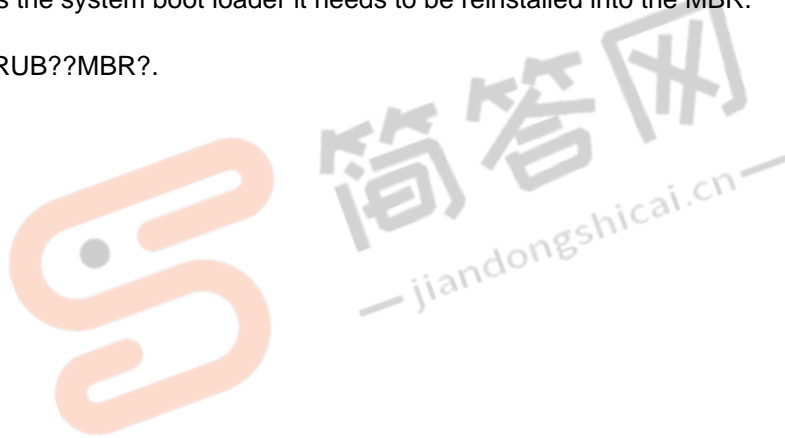 s the system boot loader it needs to be reinstalled into the MBR.
RUB??MBR?.
简答网
jiandongshicai.cn